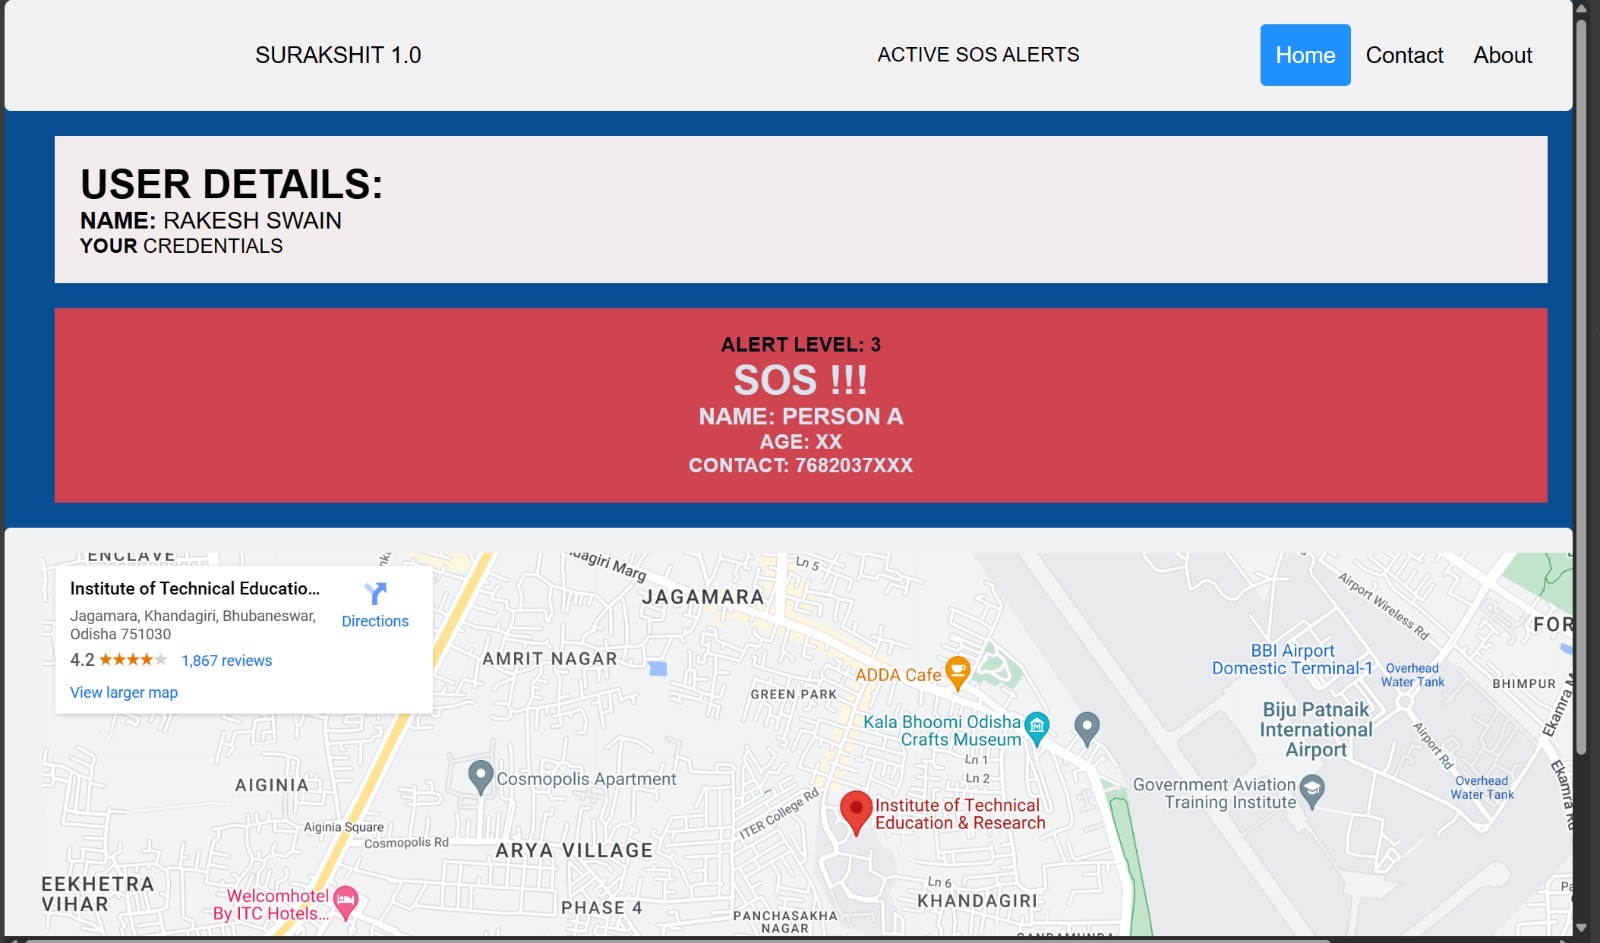 SURAKSHIT 1.0
ACTIVE SOS ALERTS
Home
Contact
About
USER DETAILS:
NAME: RAKESH SWAIN
YOUR CREDENTIALS
ALERT LEVEL: 3
SOS !!!
NAME: PERSON A
AGE: XX
CONTACT: 7682037XXX
ENCLAVE
Institute of Technical Educatio...
Jagamara, Khandagiri, Bhubaneswar,
Odisha 751030
4.2
1,867 reviews
View larger map
Directions
dagiri Marg
Ln 5
JAGAMARA
Airport Wireless Rd
FOR
AMRIT NAGAR
ADDA Cafe
BBI Airport
Domestic Terminal-1
Overhead
Water Tank
GREEN PARK
BHIMPUR
Kala Bhoomi Odisha
Crafts Museum
Biju Patnaik
International
Airport
Ekamra
Airport Rd
Ln 1
Ln 2
AIGINIA
Cosmopolis Apartment
Government Aviation
Training Institute
Overhead
Water Tank
Ekamra Rd
Institute of Technical
Education & Research
ITER College Rd
Aiginia Square
Cosmopolis Rd
ARYA VILLAGE
EEKHETRA
VIHAR
Welcomhotel
By ITC Hotels...
PHASE 4
PANCHASAKHA
NAGAR
Ln 6
KHANDAGIRI
Pa